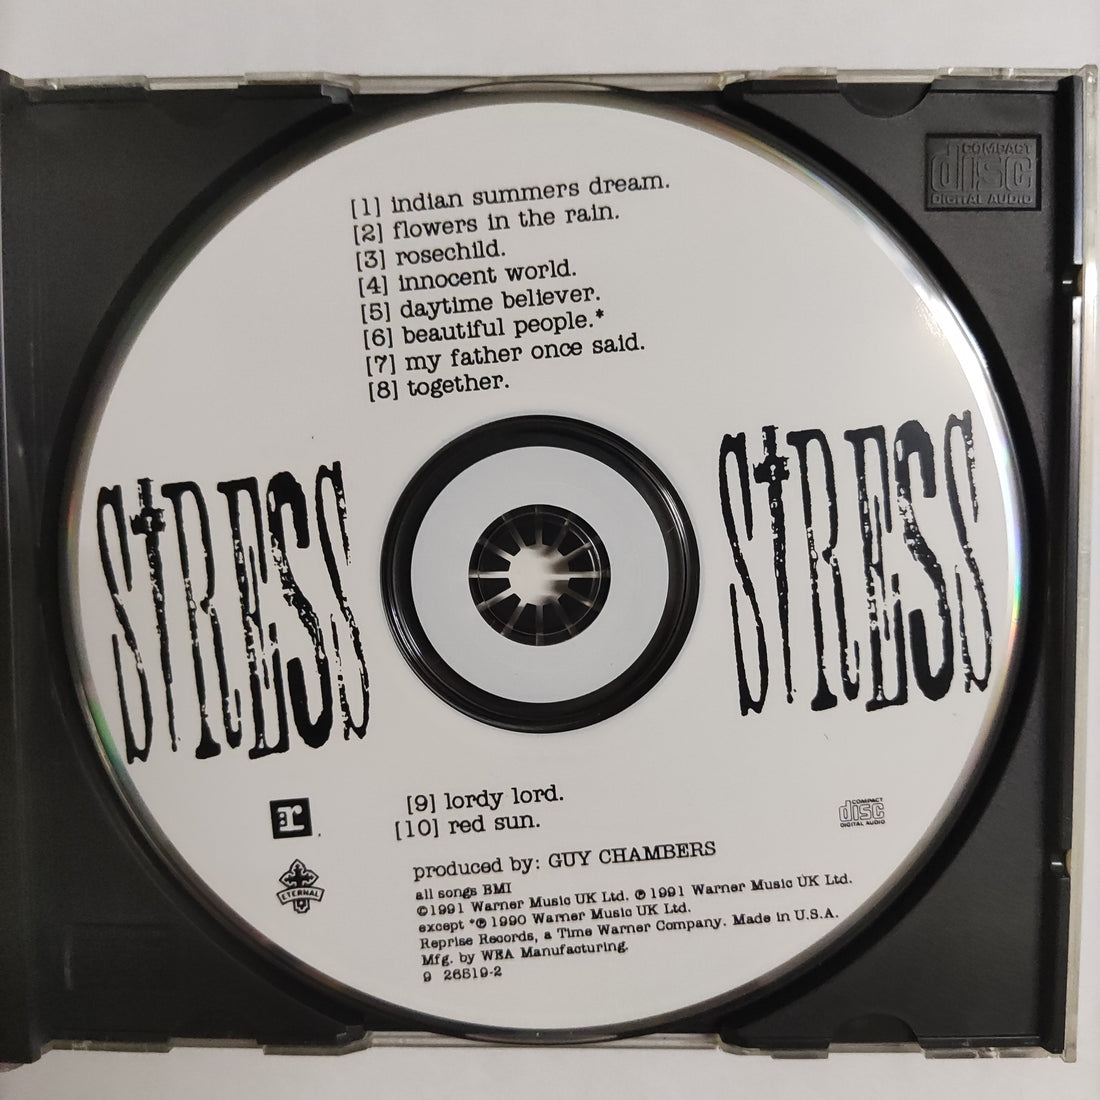 COMPACT
disc
DIGITAL AUDIO
[1] indian summers dream.
[2] flowers in the rain.
[3] rosechild.
[4] innocent world.
[5] daytime believer.
[6] beautiful people.*
[7] my father once said.
[8] together.
STRESS
STRESS
[9] lordy lord.
[10] red sun.
r
ETERNAL
COMPACT
disc
DIGITAL AUDIO
produced by: GUY CHAMBERS
all songs BMI
©1991 Warner Music UK Ltd. ℗ 1991 Warner Music UK Ltd.
except *℗ 1990 Warner Music UK Ltd.
Reprise Records, a Time Warner Company. Made in U.S.A.
Mfg. by WEA Manufacturing.
9 26519-2